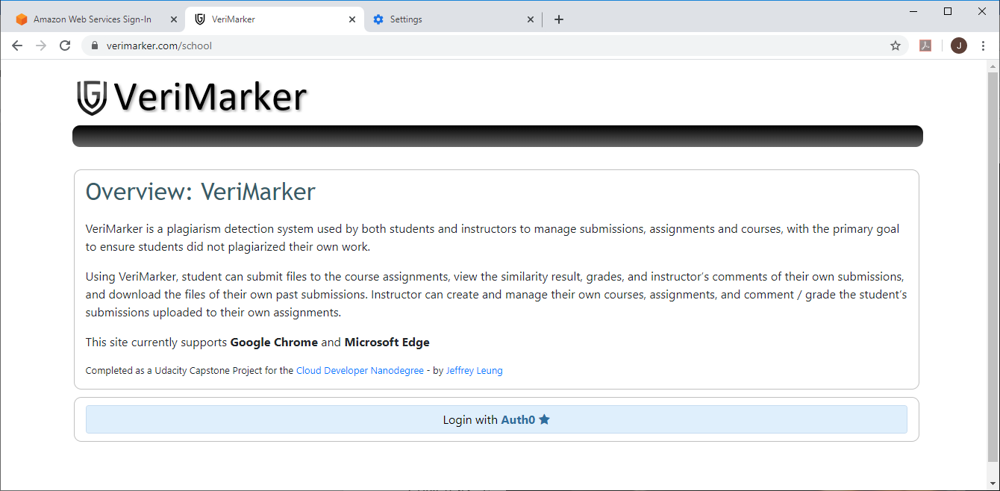 Amazon Web Services Sign-In
VeriMarker
Settings
verimarker.com/school
J
VeriMarker
Overview: VeriMarker
VeriMarker is a plagiarism detection system used by both students and instructors to manage submissions, assignments and courses, with the primary goal
to ensure students did not plagiarized their own work.
Using VeriMarker, student can submit files to the course assignments, view the similarity result, grades, and instructor's comments of their own submissions,
and download the files of their own past submissions. Instructor can create and manage their own courses, assignments, and comment / grade the student's
submissions uploaded to their own assignments.
This site currently supports Google Chrome and Microsoft Edge
Completed as a Udacity Capstone Project for the Cloud Developer Nanodegree - by Jeffrey Leung
Login with Auth0